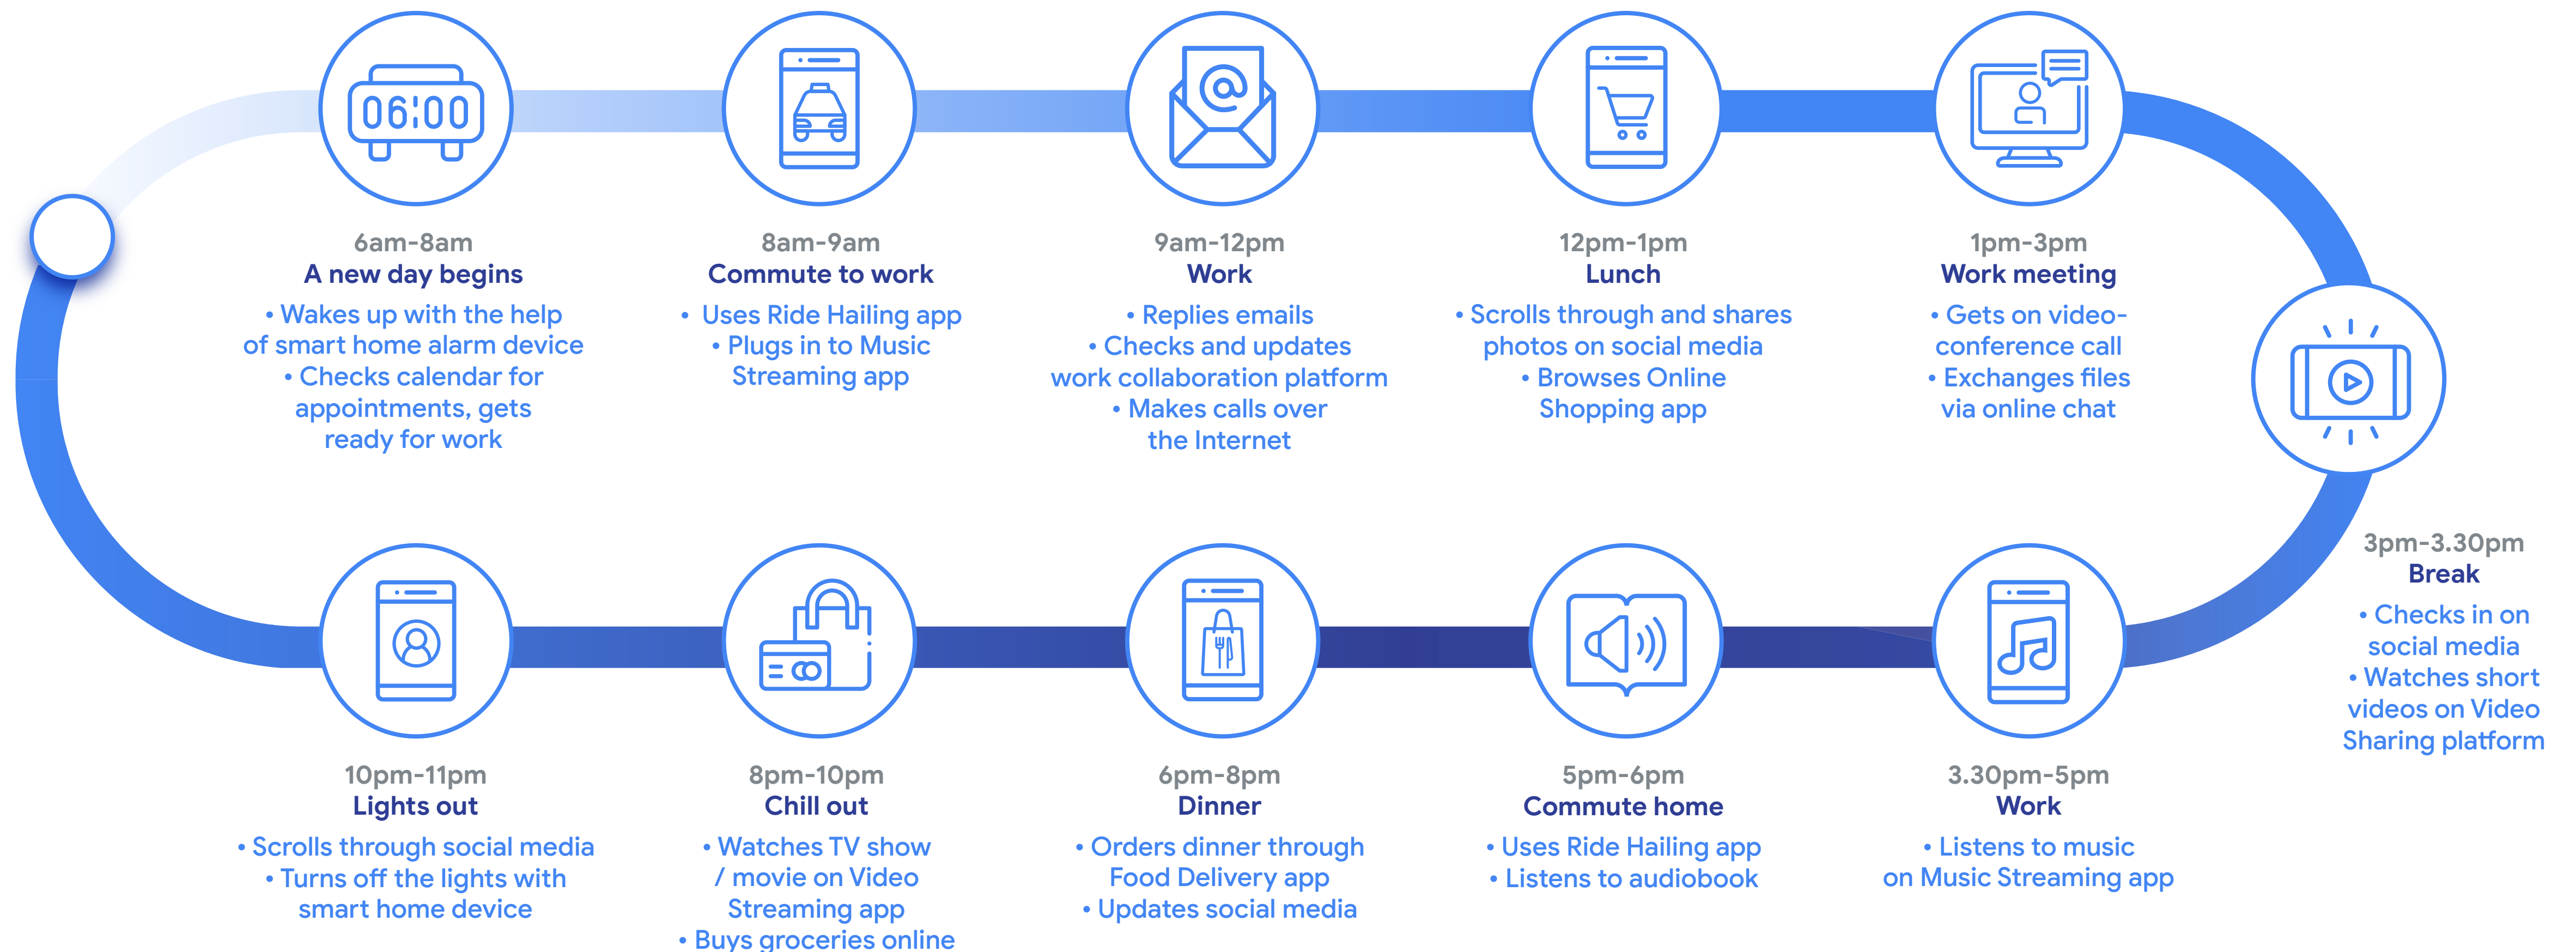 06:00
6am-8am
A new day begins
• Wakes up with the help
of smart home alarm device
• Checks calendar for
appointments, gets
ready for work
8am-9am
Commute to work
• Uses Ride Hailing app
• Plugs in to Music
Streaming app
@
9am-12pm
Work
• Replies emails
• Checks and updates
work collaboration platform
• Makes calls over
the Internet
12pm-1pm
Lunch
• Scrolls through and shares
photos on social media
• Browses Online
Shopping app
1pm-3pm
Work meeting
• Gets on video-
conference call
• Exchanges files
via online chat
3pm-3.30pm
Break
• Checks in on
social media
• Watches short
videos on Video
Sharing platform
3.30pm-5pm
Work
• Listens to music
on Music Streaming app
5pm-6pm
Commute home
• Uses Ride Hailing app
• Listens to audiobook
6pm-8pm
Dinner
• Orders dinner through
Food Delivery app
• Updates social media
8pm-10pm
Chill out
• Watches TV show
/ movie on Video
Streaming app
• Buys groceries online
10pm-11pm
Lights out
• Scrolls through social media
• Turns off the lights with
smart home device